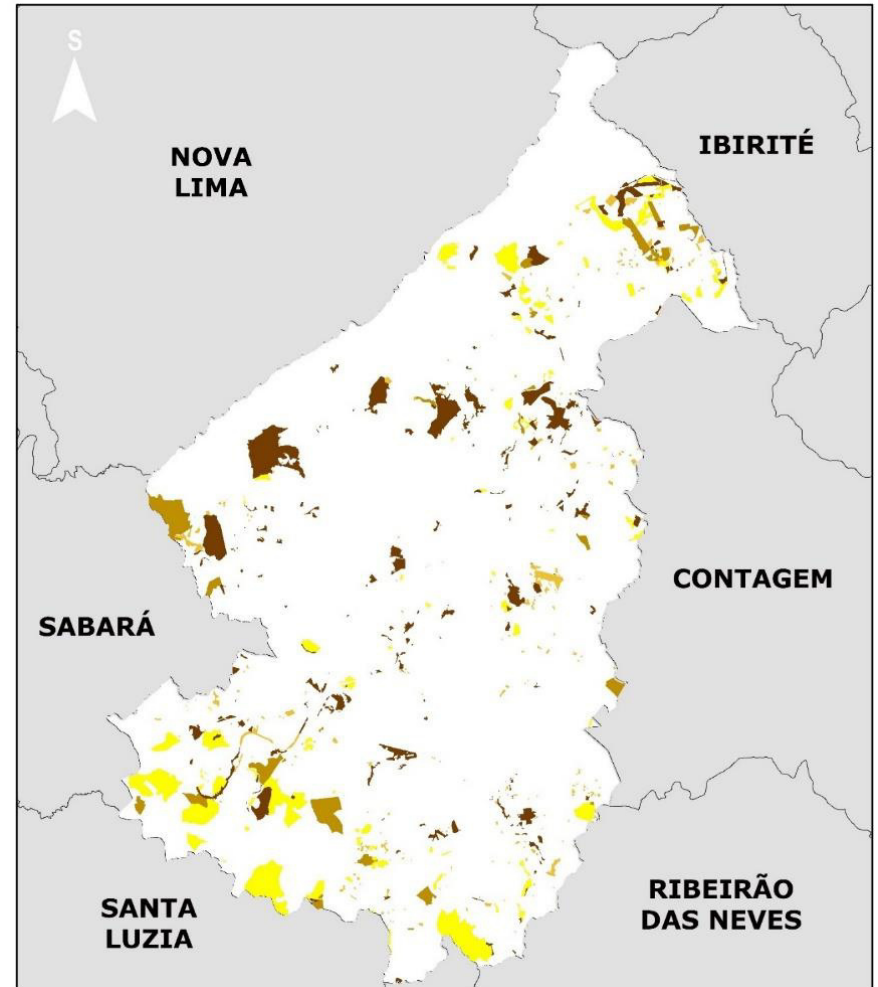 S
NOVA
LIMA
IBIRITÉ
CONTAGEM
SABARÁ
SANTA
LUZIA
RIBEIRÃO
DAS NEVES